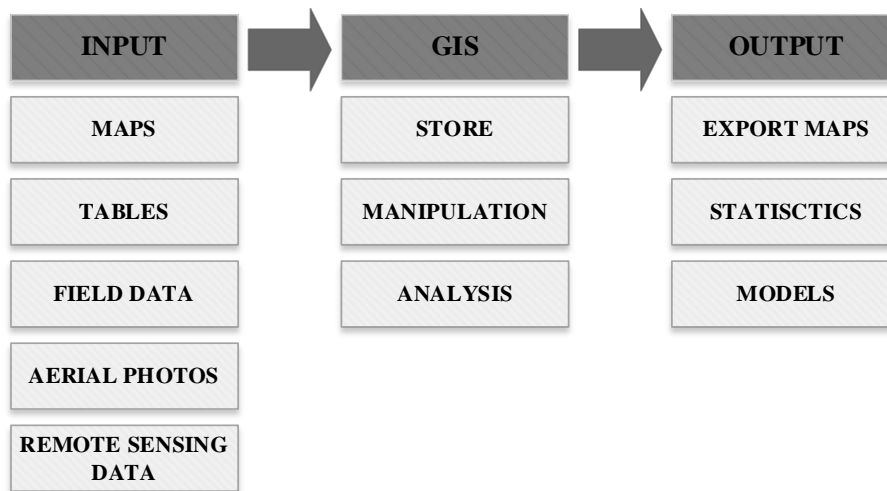 INPUT
GIS
OUTPUT
MAPS
STORE
EXPORT MAPS
TABLES
MANIPULATION
STATISCTICS
FIELD DATA
ANALYSIS
MODELS
AERIAL PHOTOS
REMOTE SENSING
DATA